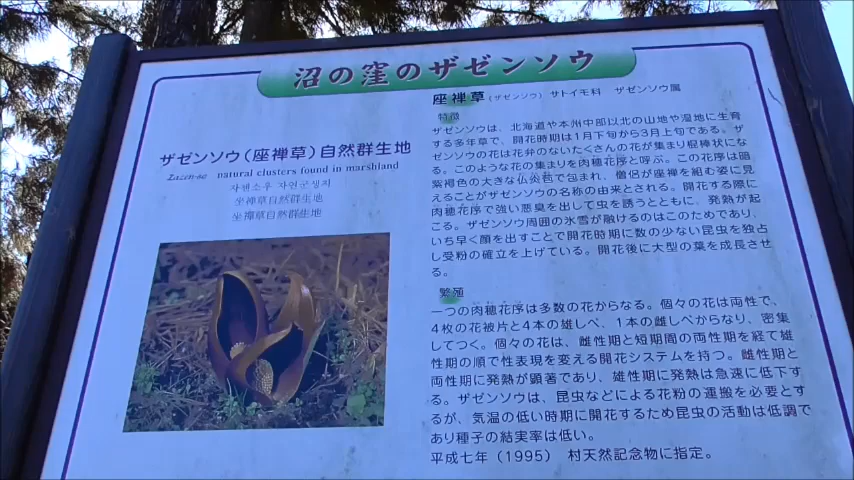 沼の窪のザゼンソウ
ザゼンソウ(座禅草)自然群生地
Zazen-so natural clusters found in marshland
자젠소우 자연군생지
坐禅草自然群生地
坐禪草自然群生地
座禅草(ザゼンソウ) サトイモ科 ザゼンソウ属
特徴
ザゼンソウは、北海道や本州中部以北の山地や湿地に生育
する多年草で、開花時期は1月下旬から3月上旬である。ザ
ゼンソウの花は花弁のないたくさんの花が集まり棍棒状にな
る。このような花の集まりを肉穂花序と呼ぶ。この花序は暗
紫褐色の大きな仏炎苞で包まれ、僧侶が座禅を組む姿に見
えることがザゼンソウの名称の由来とされる。開花する際に
肉穂花序で強い悪臭を出して虫を誘うとともに、発熱が起
こる。ザゼンソウ周囲の氷雪が融けるのはこのためであり、
いち早く顔を出すことで開花時期に数の少ない昆虫を独占
し受粉の確立を上げている。開花後に大型の葉を成長させ
る。
繁殖
一つの肉穂花序は多数の花からなる。個々の花は両性で、
4枚の花被片と4本の雄しべ、1本の雌しべからなり、密集
してつく。個々の花は、雌性期と短期間の両性期を経て雄
性期の順で性表現を変える開花システムを持つ。雌性期と
両性期に発熱が顕著であり、雄性期に発熱は急速に低下す
る。ザゼンソウは、昆虫などによる花粉の運搬を必要とす
るが、気温の低い時期に開花するため昆虫の活動は低調で
あり種子の結実率は低い。
平成七年(1995) 村天然記念物に指定。